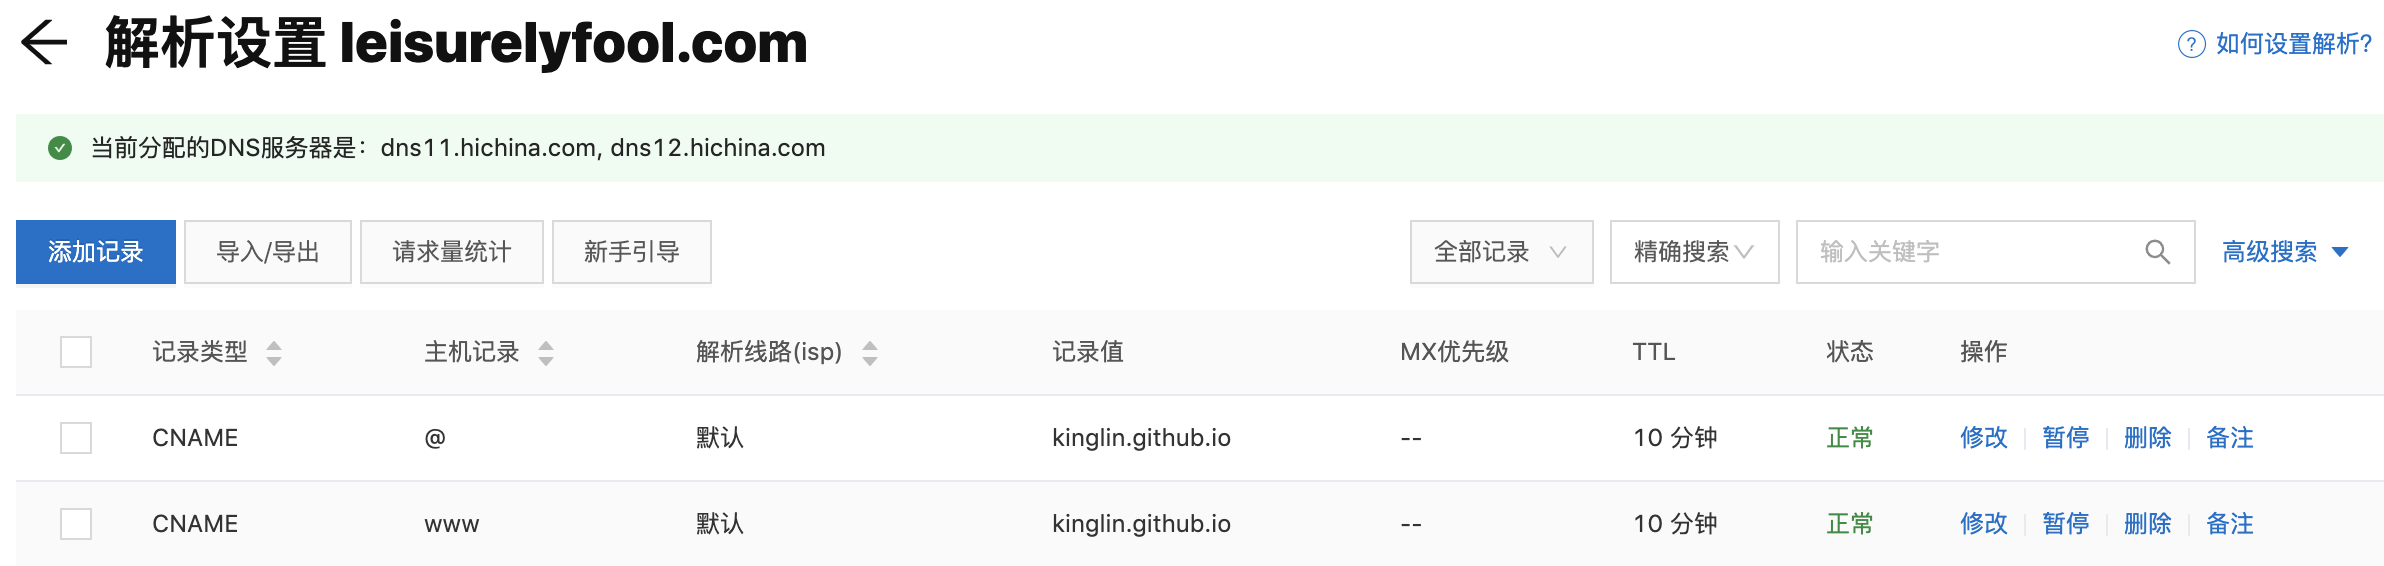 解析设置 leisurelyfool.com
如何设置解析?
当前分配的DNS服务器是：dns11.hichina.com, dns12.hichina.com
添加记录 导入/导出 请求量统计 新手引导 全部记录 精确搜索 输入关键字 高级搜索
记录类型 主机记录 解析线路(isp) 记录值 MX优先级 TTL 状态 操作
CNAME @ 默认 kinglin.github.io -- 10 分钟 正常 修改 暂停 删除 备注
CNAME www 默认 kinglin.github.io -- 10 分钟 正常 修改 暂停 删除 备注